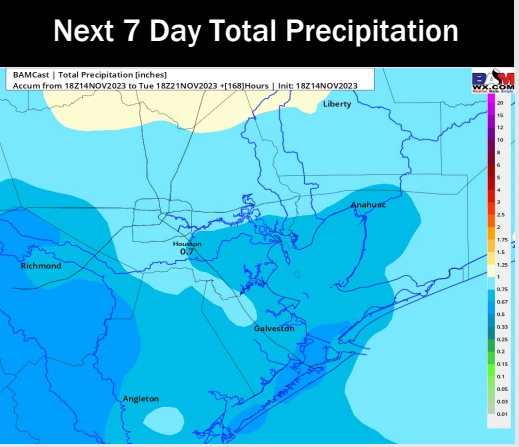 Next 7 Day Total Precipitation
BAMCast | Total Precipitation [inches]
Accum from 18Z14NOV2023 to Tue 18Z21NOV2023 +[168]Hours | Init: 18Z14NOV2023
BAM
WX.COM
Liberty
Anahuac
Houston
0.7
Richmond
Galveston
Angleton
20
15
12
10
8
6
5
4
3
2.5
2
1.75
1.5
1.25
1
0.75
0.67
0.5
0.33
0.25
0.2
0.15
0.1
0.05
0.03
0.01